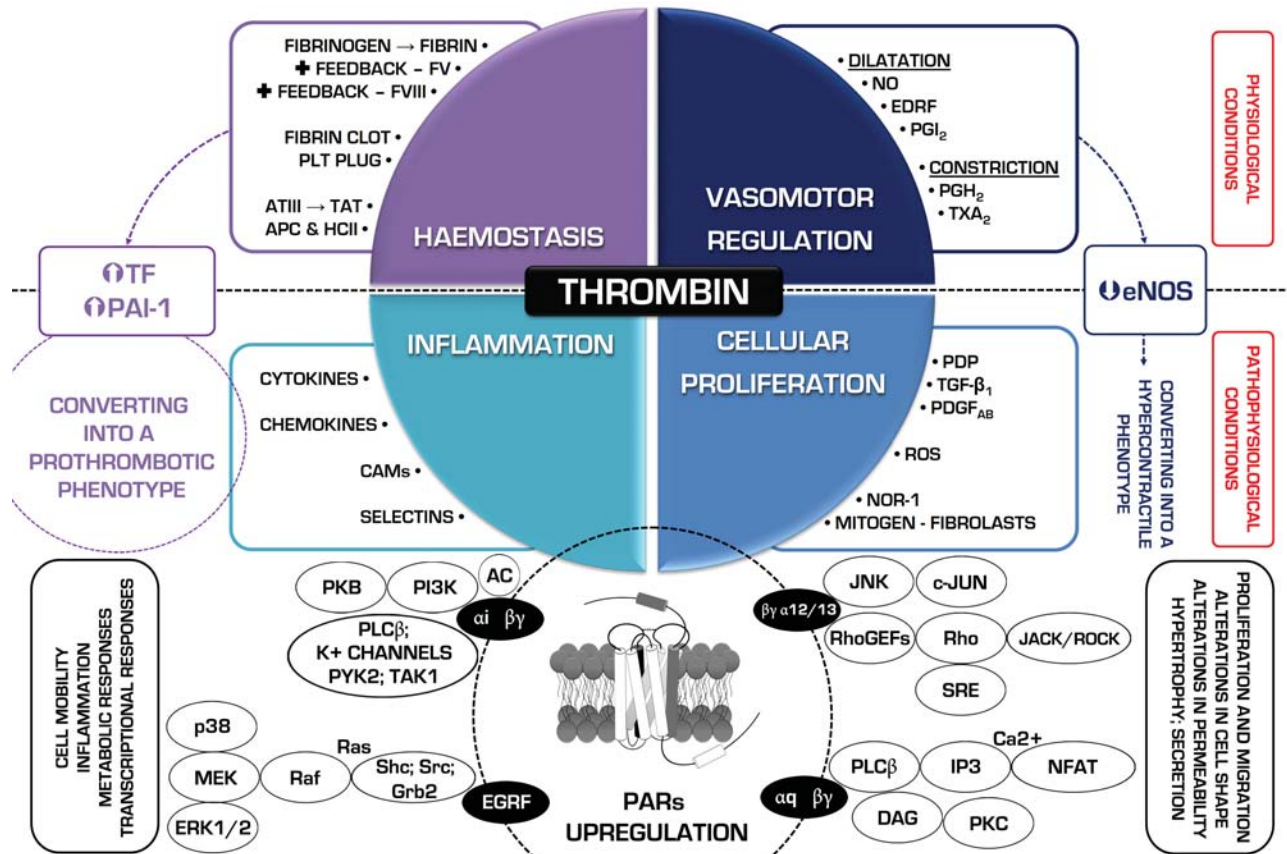 FIBRINOGEN → FIBRIN •
✚ FEEDBACK – FV •
✚ FEEDBACK – FVIII •
FIBRIN CLOT •
PLT PLUG •
ATIII → TAT •
APC & HCII •
HAEMOSTASIS
VASOMOTOR
REGULATION
• DILATATION
• NO
• EDRF
• PGI₂
• CONSTRICTION
• PGH₂
• TXA₂
PHYSIOLOGICAL
CONDITIONS
⬆TF
⬆PAI-1
THROMBIN
⬇eNOS
CONVERTING
INTO A
PROTHROMBOTIC
PHENOTYPE
CYTOKINES •
CHEMOKINES •
CAMs •
SELECTINS •
INFLAMMATION
CELLULAR
PROLIFERATION
• PDP
• TGF-β₁
• PDGF_AB
• ROS
• NOR-1
• MITOGEN - FIBROLASTS
CONVERTING INTO A
HYPERCONTRACTILE
PHENOTYPE
PATHOPHYSIOLOGICAL
CONDITIONS
CELL MOBILITY
INFLAMMATION
METABOLIC RESPONSES
TRANSCRIPTIONAL RESPONSES
PKB
PI3K
AC
αi βγ
PLCβ;
K+ CHANNELS
PYK2; TAK1
p38
MEK
ERK1/2
Raf
Ras
Shc; Src;
Grb2
EGRF
PARs
UPREGULATION
βγ α12/13
JNK
c-JUN
RhoGEFs
Rho
JACK/ROCK
SRE
αq βγ
PLCβ
IP3
Ca2+
NFAT
DAG
PKC
PROLIFERATION AND MIGRATION
ALTERATIONS IN CELL SHAPE
ALTERATIONS IN PERMEABILITY
HYPERTROPHY; SECRETION